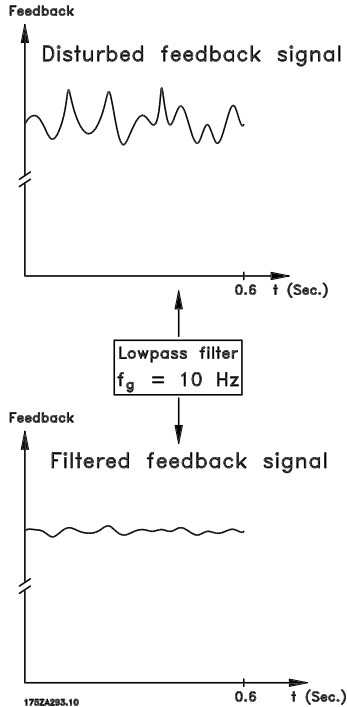 Feedback
Disturbed feedback signal
0.6 t (Sec.)
Lowpass filter
fg = 10 Hz
Feedback
Filtered feedback signal
175ZA293.10
0.6 t (Sec.)